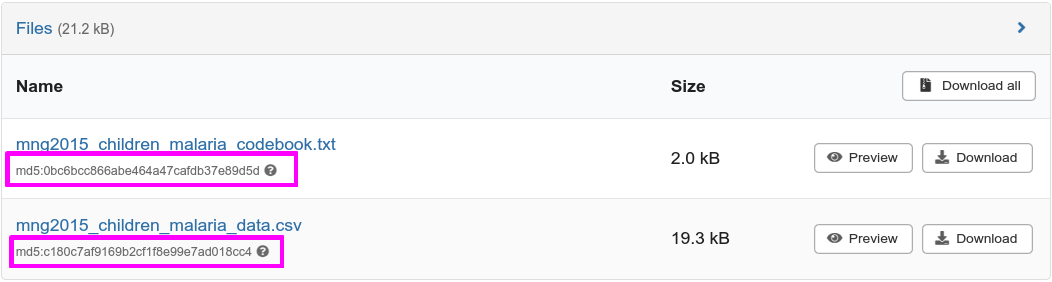 Files (21.2 kB)
Name Size Download all
mng2015_children_malaria_codebook.txt
md5:0bc6bcc866abe464a47cafdb37e89d5d
2.0 kB Preview Download
mng2015_children_malaria_data.csv
md5:c180c7af9169b2cf1f8e99e7ad018cc4
19.3 kB Preview Download